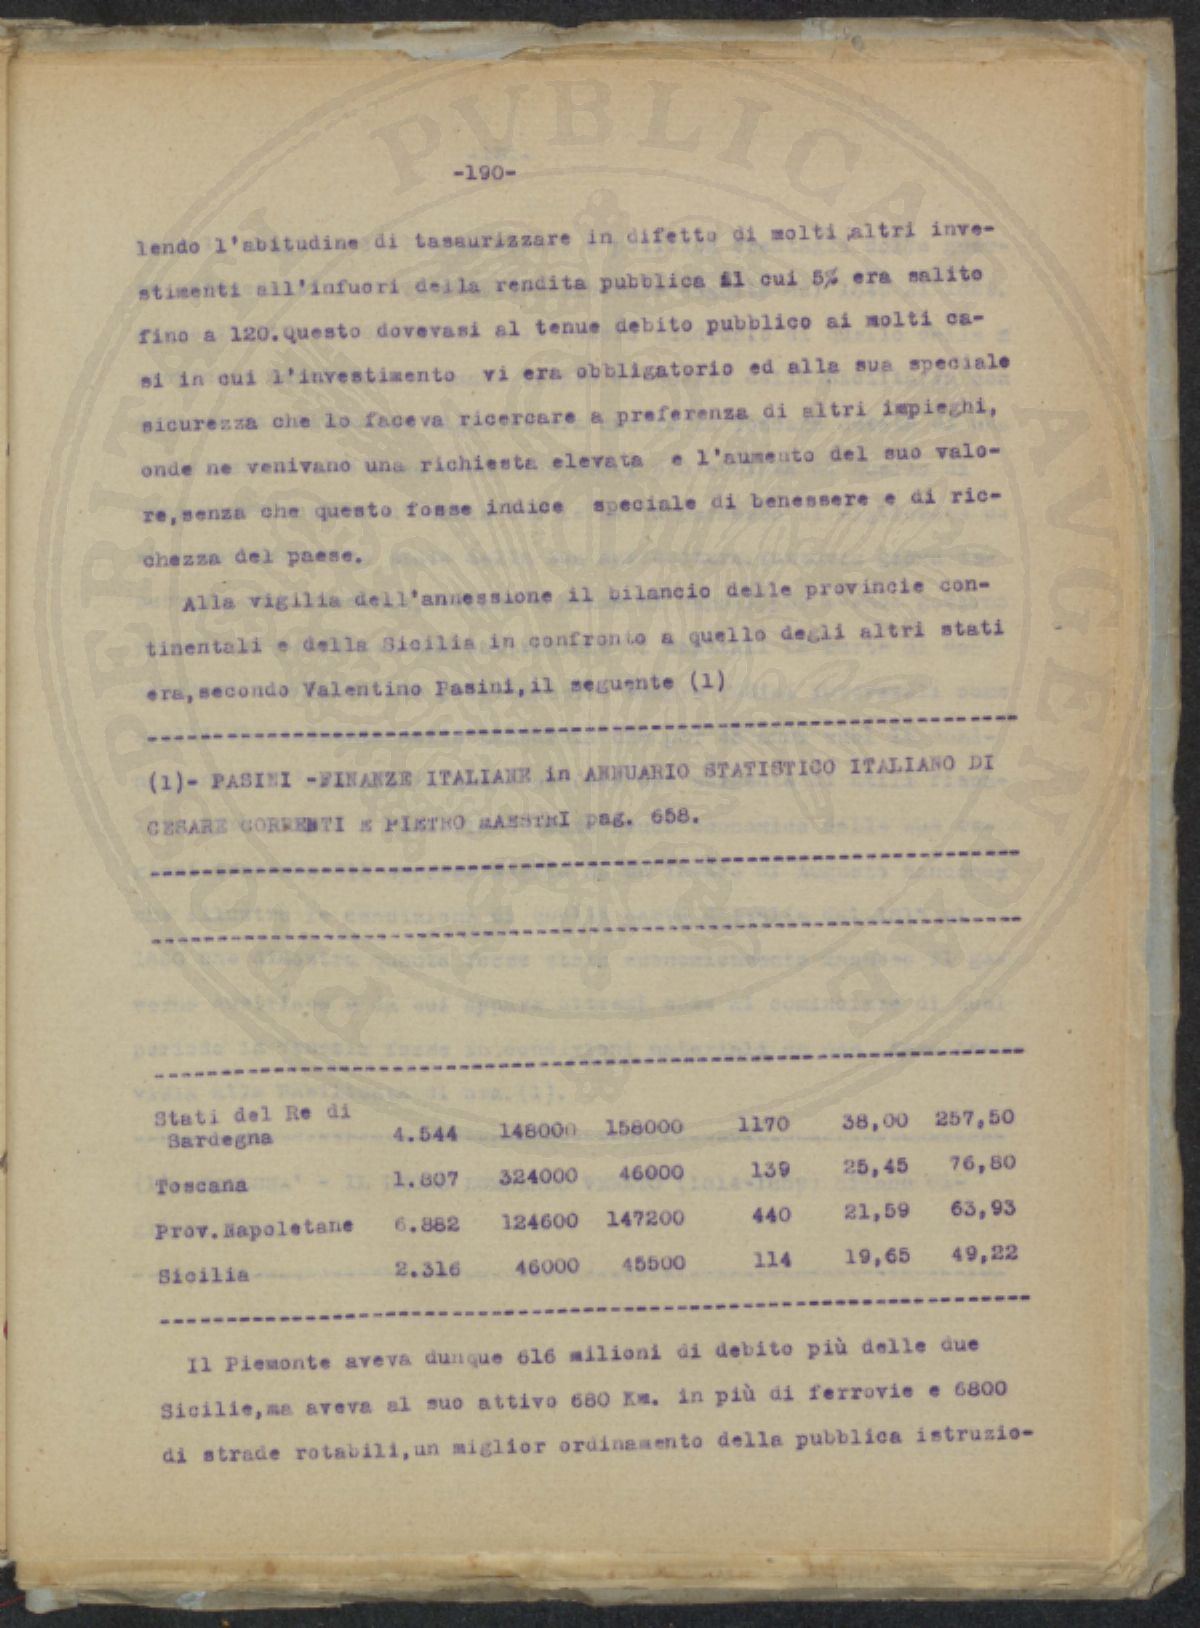 -190-
lendo l'abitudine di tasaurizzare in difetto di molti altri inve-
stimenti all'infuori della rendita pubblica il cui 5% era salito
fino a 120.Questo dovevasi al tenue debito pubblico ai molti ca-
si in cui l'investimento vi era obbligatorio ed alla sua speciale
sicurezza che lo faceva ricercare a preferenza di altri impieghi,
onde ne venivano una richiesta elevata e l'aumento del suo valo-
re,senza che questo fosse indice speciale di benessere e di ric-
chezza del paese.
Alla vigilia dell'annessione il bilancio delle provincie con-
tinentali e della Sicilia in confronto a quello degli altri stati
era,secondo Valentino Pasini,il seguente (1)
(1)- PASINI -FINANZE ITALIANE in ANNUARIO STATISTICO ITALIANO DI
CESARE CORRENTI E PIETRO MAESTRI pag. 658.
Stati del Re di
Sardegna 4.544 148000 158000 1170 38,00 257,50
Toscana 1.807 324000 46000 139 25,45 76,80
Prov.Napoletane 6.882 124600 147200 440 21,59 63,93
Sicilia 2.316 46000 45500 114 19,65 49,22
Il Piemonte aveva dunque 616 milioni di debito più delle due
Sicilie,ma aveva al suo attivo 680 Km. in più di ferrovie e 6800
di strade rotabili,un miglior ordinamento della pubblica istruzio-